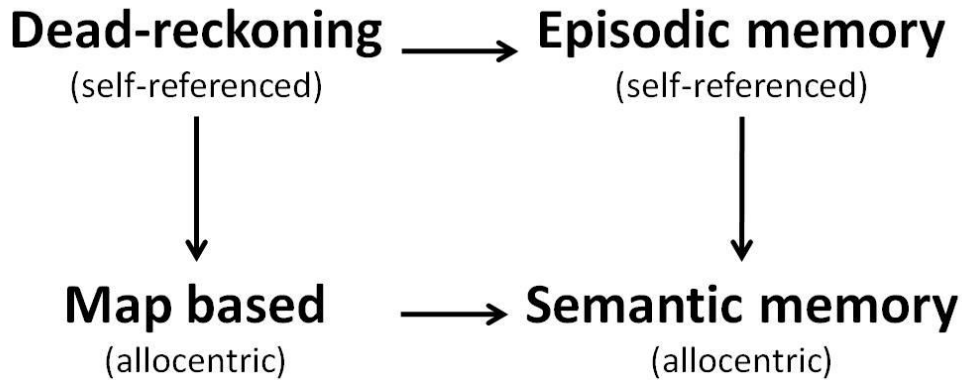 Dead-reckoning
(self-referenced)
Episodic memory
(self-referenced)
Map based
(allocentric)
Semantic memory
(allocentric)